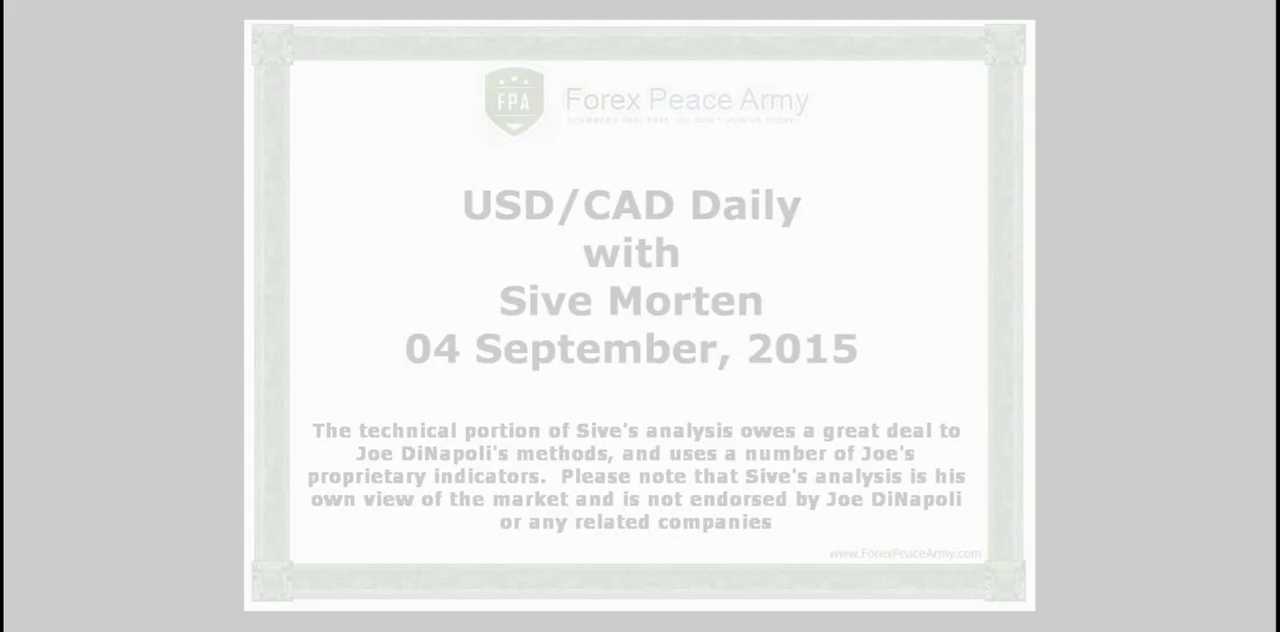 FPA
Forex Peace Army
USD/CAD Daily
with
Sive Morten
04 September, 2015
The technical portion of Sive's analysis owes a great deal to
Joe DiNapoli's methods, and uses a number of Joe's
proprietary indicators.  Please note that Sive's analysis is his
own view of the market and is not endorsed by Joe DiNapoli
or any related companies
www.ForexPeaceArmy.com